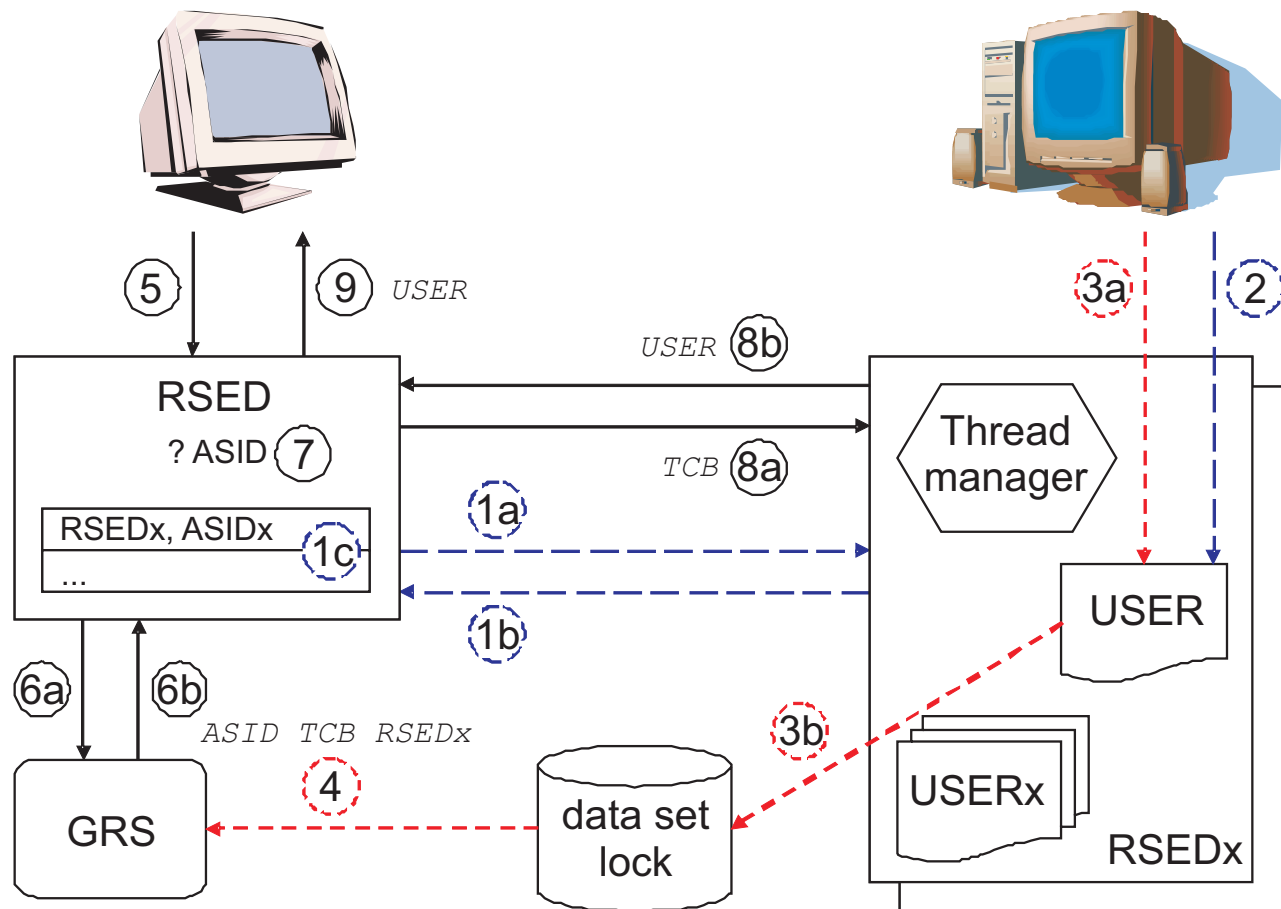 5
9 USER
3a
2
USER 8b
RSED
? ASID 7
TCB 8a
Thread
manager
RSEDx, ASIDx
1c
...
1a
1b
USER
6a
6b
ASID TCB RSEDx
4
3b
GRS
data set
lock
USERx
RSEDx